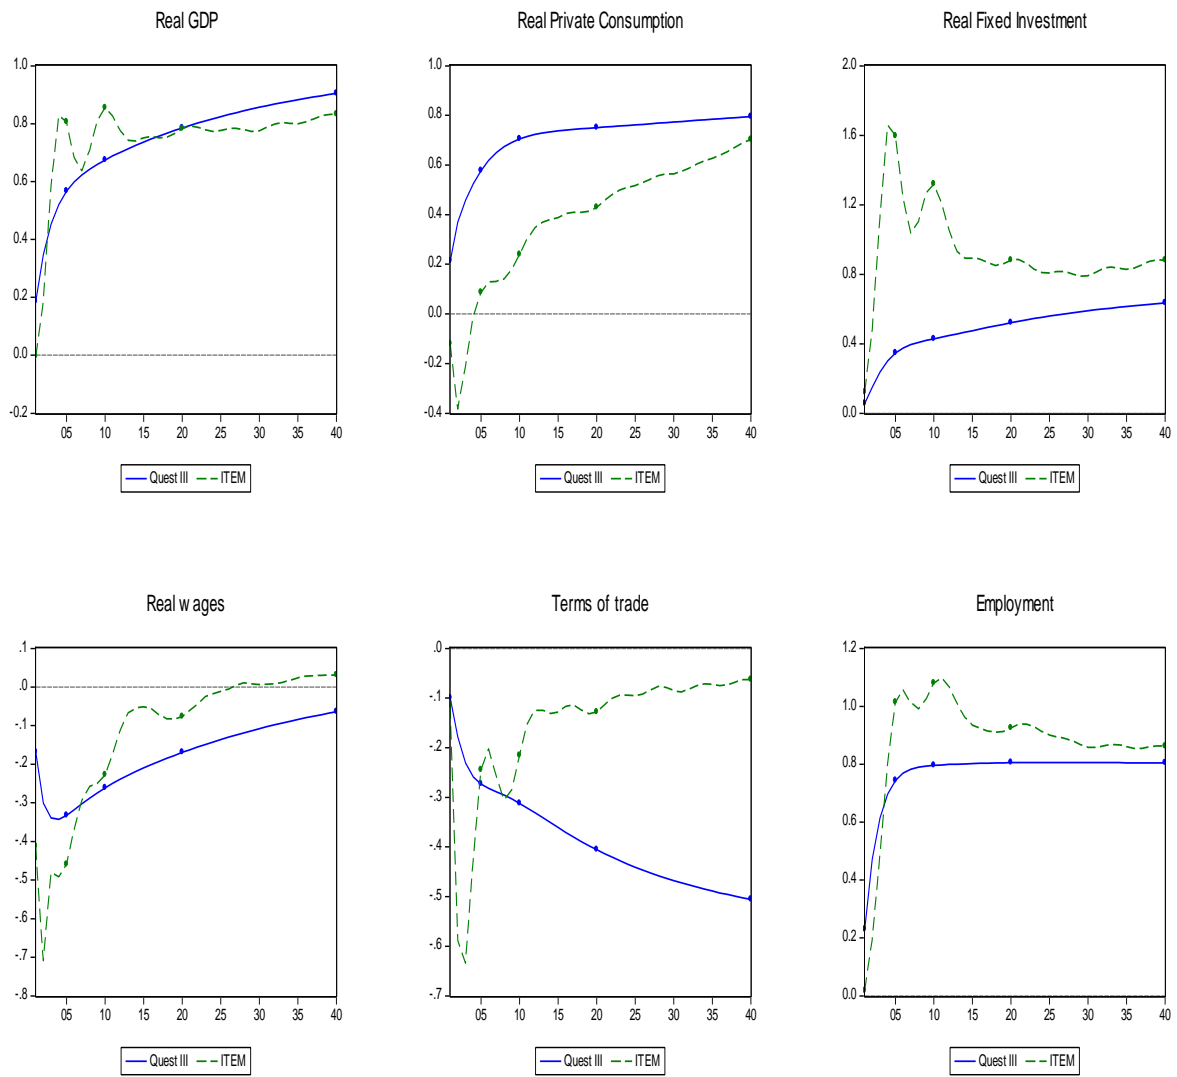 Real GDP
1.0
0.8
0.6
0.4
0.2
0.0
-0.2
05 10 15 20 25 30 35 40
Quest III ITEM
Real Private Consumption
1.0
0.8
0.6
0.4
0.2
0.0
-0.2
-0.4
05 10 15 20 25 30 35 40
Quest III ITEM
Real Fixed Investment
2.0
1.6
1.2
0.8
0.4
0.0
05 10 15 20 25 30 35 40
Quest III ITEM
Real wages
.1
.0
-.1
-.2
-.3
-.4
-.5
-.6
-.7
-.8
05 10 15 20 25 30 35 40
Quest III ITEM
Terms of trade
.0
-.1
-.2
-.3
-.4
-.5
-.6
-.7
05 10 15 20 25 30 35 40
Quest III ITEM
Employment
1.2
1.0
0.8
0.6
0.4
0.2
0.0
05 10 15 20 25 30 35 40
Quest III ITEM